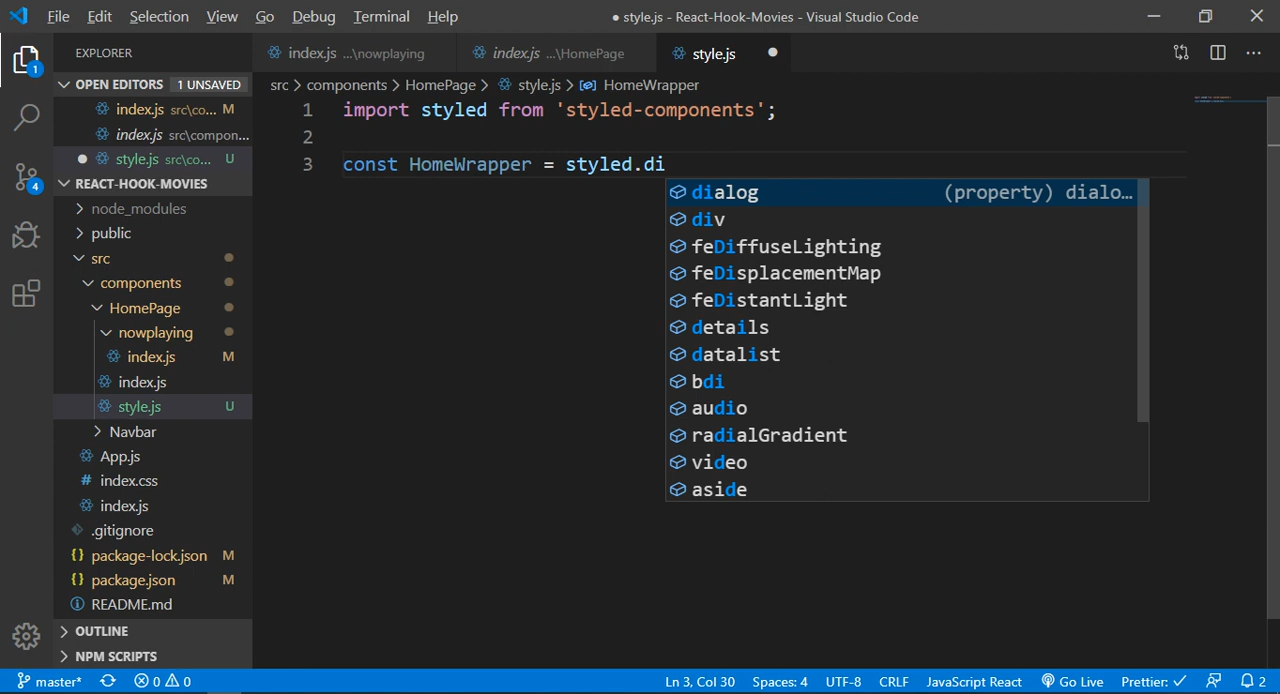 File Edit Selection View Go Debug Terminal Help
● style.js - React-Hook-Movies - Visual Studio Code
EXPLORER
index.js ...\nowplaying
index.js ...\HomePage
style.js
OPEN EDITORS 1 UNSAVED
index.js src\co... M
index.js src\compon...
style.js src\co... U
REACT-HOOK-MOVIES
node_modules
public
src
components
HomePage
nowplaying
index.js M
index.js
style.js U
Navbar
App.js
# index.css
index.js
.gitignore
{} package-lock.json M
{} package.json M
README.md
OUTLINE
NPM SCRIPTS
1
4
src > components > HomePage > style.js > HomeWrapper
1 import styled from 'styled-components';
2
3 const HomeWrapper = styled.di
dialog (property) dialo...
div
feDiffuseLighting
feDisplacementMap
feDistantLight
details
datalist
bdi
audio
radialGradient
video
aside
master* 0 0 Ln 3, Col 30 Spaces: 4 UTF-8 CRLF JavaScript React Go Live Prettier: ✓ 2